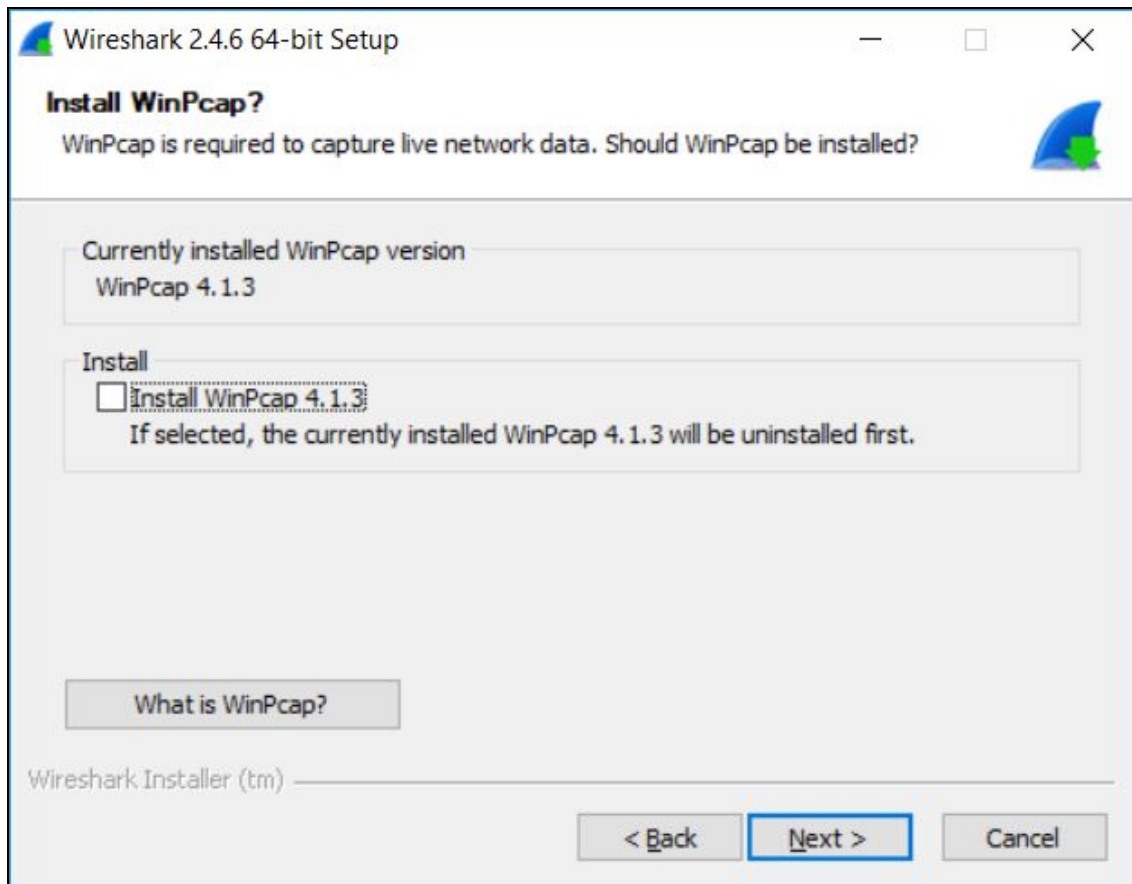 Wireshark 2.4.6 64-bit Setup
Install WinPcap?
WinPcap is required to capture live network data. Should WinPcap be installed?
Currently installed WinPcap version
WinPcap 4.1.3
Install
Install WinPcap 4.1.3
If selected, the currently installed WinPcap 4.1.3 will be uninstalled first.
What is WinPcap?
Wireshark Installer (tm)
< Back Next > Cancel